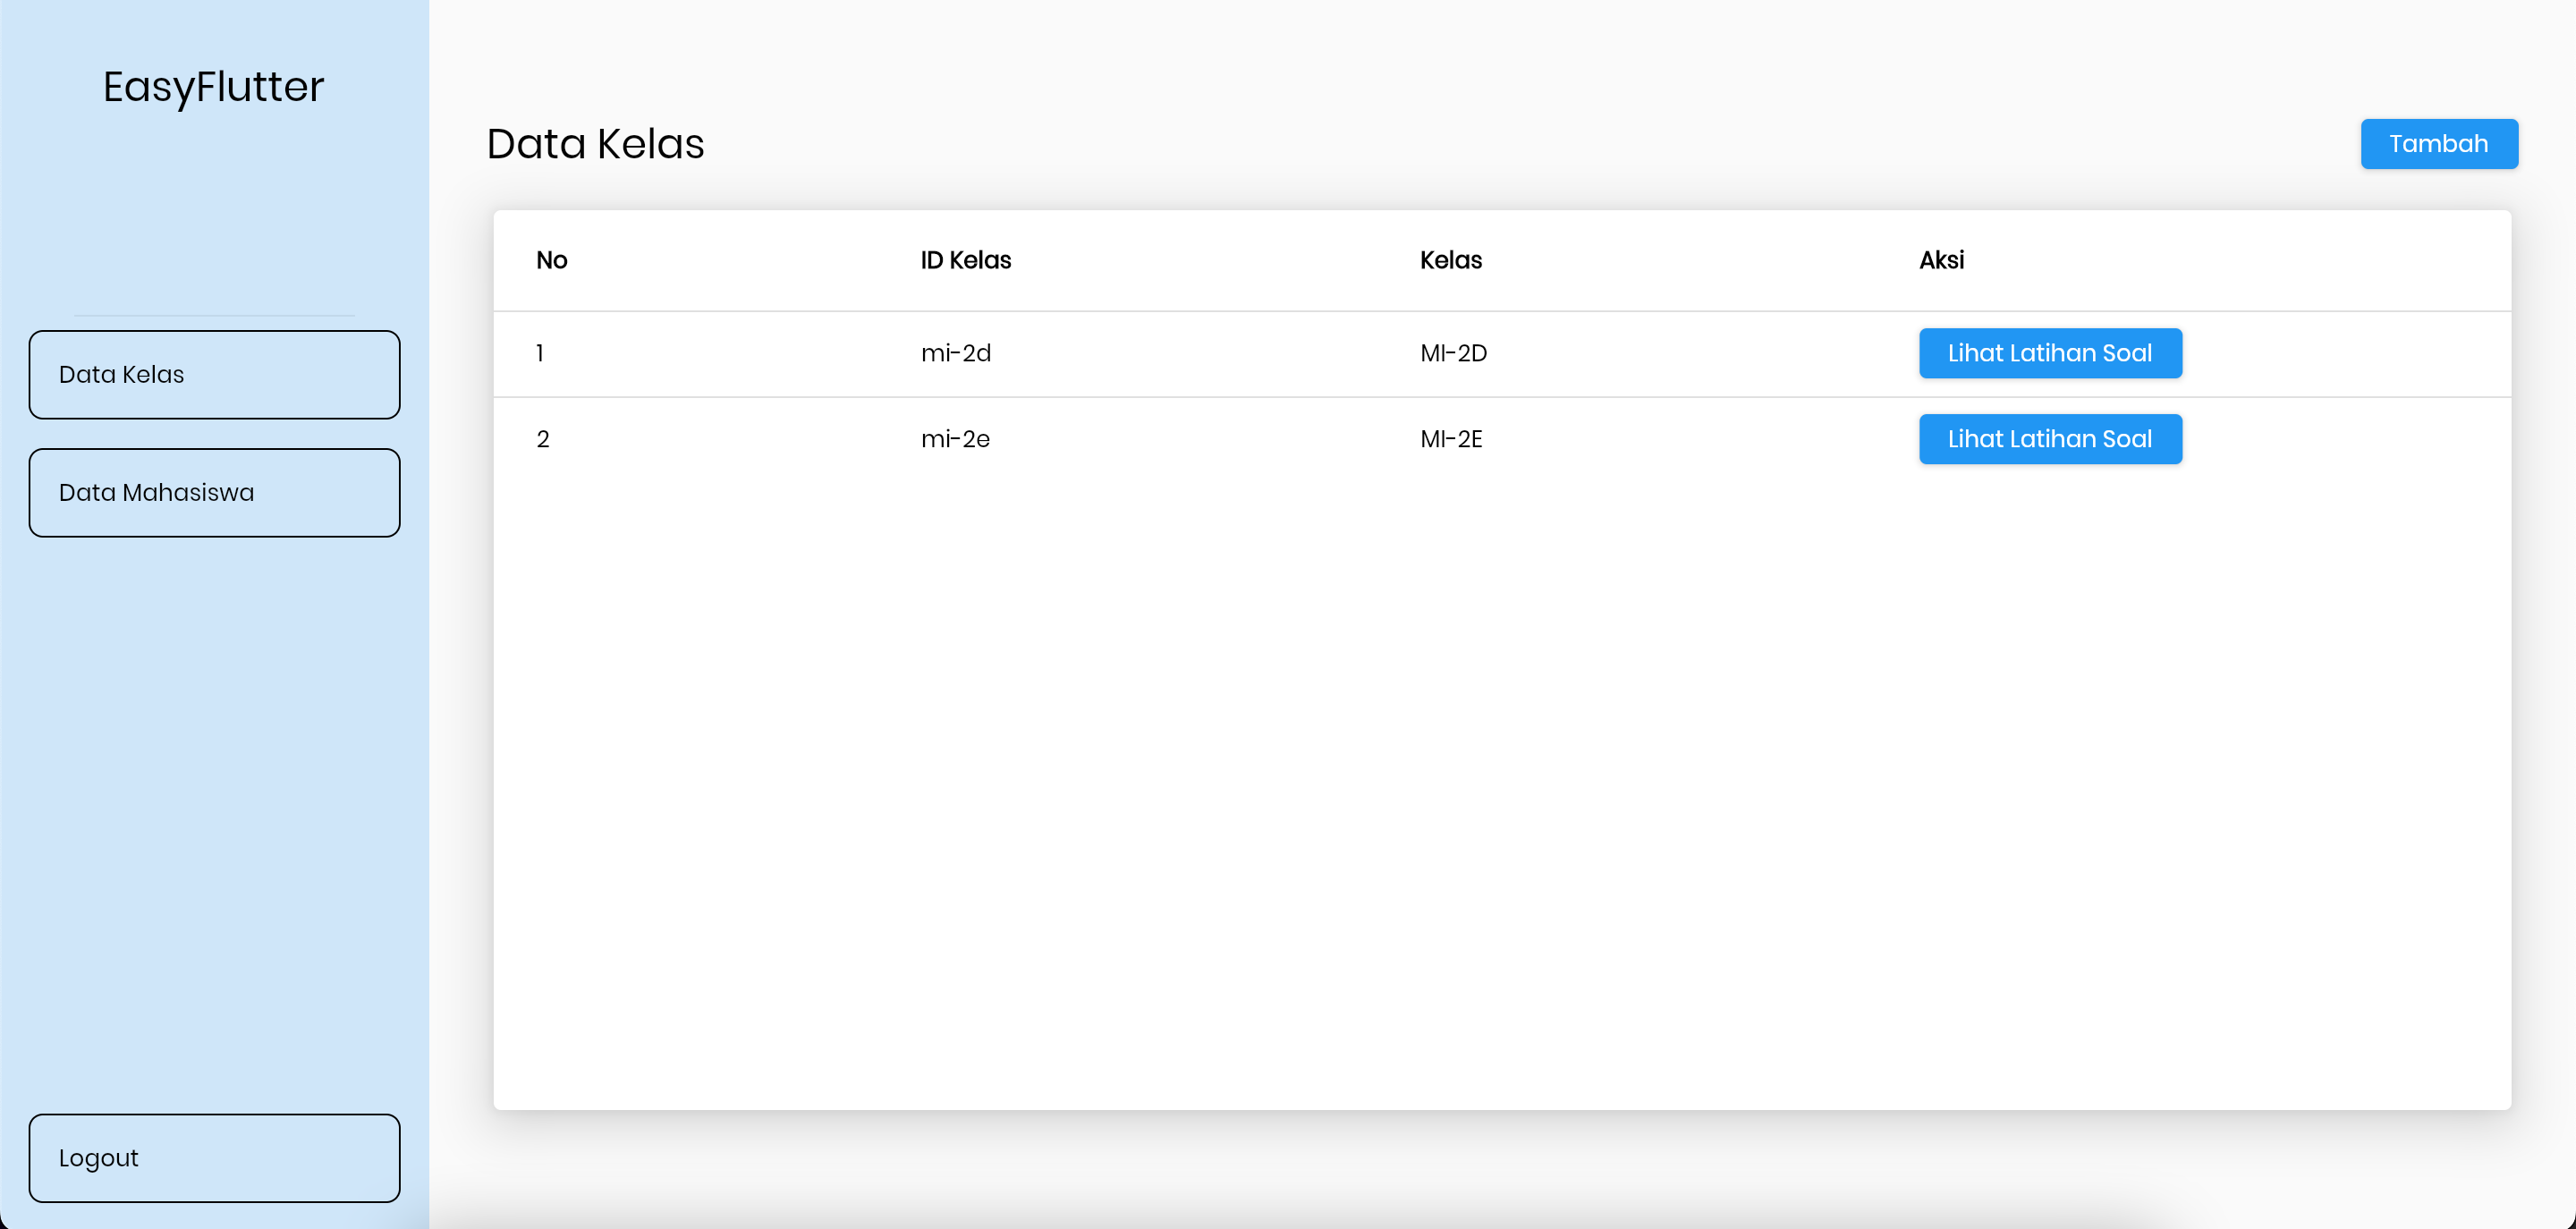 EasyFlutter
Data Kelas
Data Mahasiswa
Logout
Data Kelas
Tambah
No ID Kelas Kelas Aksi
1 mi-2d MI-2D Lihat Latihan Soal
2 mi-2e MI-2E Lihat Latihan Soal